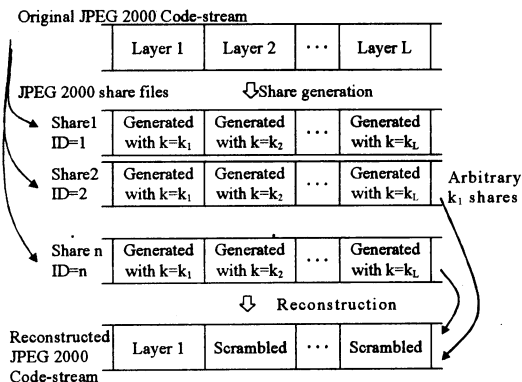 Original JPEG 2000 Code-stream
Layer 1 Layer 2 ··· Layer L
JPEG 2000 share files Share generation
Share1 Generated Generated ··· Generated
ID=1 with k=k₁ with k=k₂ with k=k_L
Share2 Generated Generated ··· Generated Arbitrary
ID=2 with k=k₁ with k=k₂ with k=k_L k₁ shares
Share n Generated Generated ··· Generated
ID=n with k=k₁ with k=k₂ with k=k_L
Reconstruction
Reconstructed
JPEG 2000 Layer 1 Scrambled ··· Scrambled
Code-stream